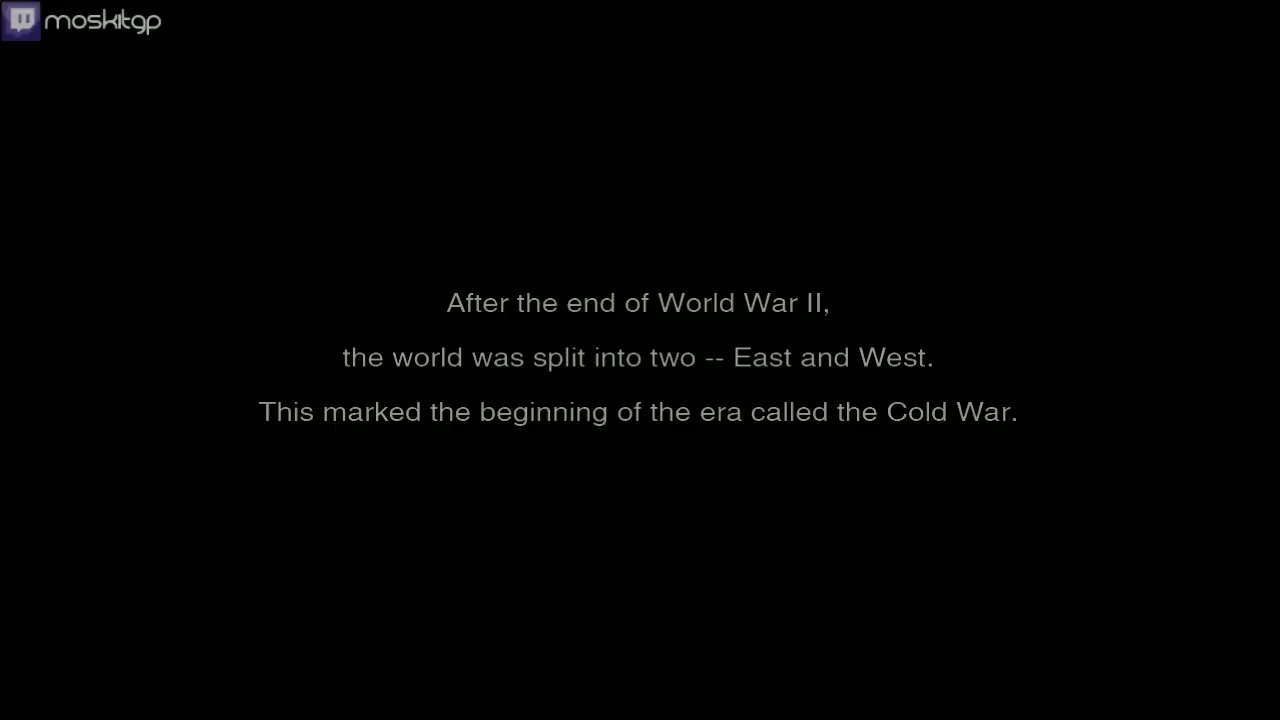 moskitgp
After the end of World War II,
the world was split into two -- East and West.
This marked the beginning of the era called the Cold War.